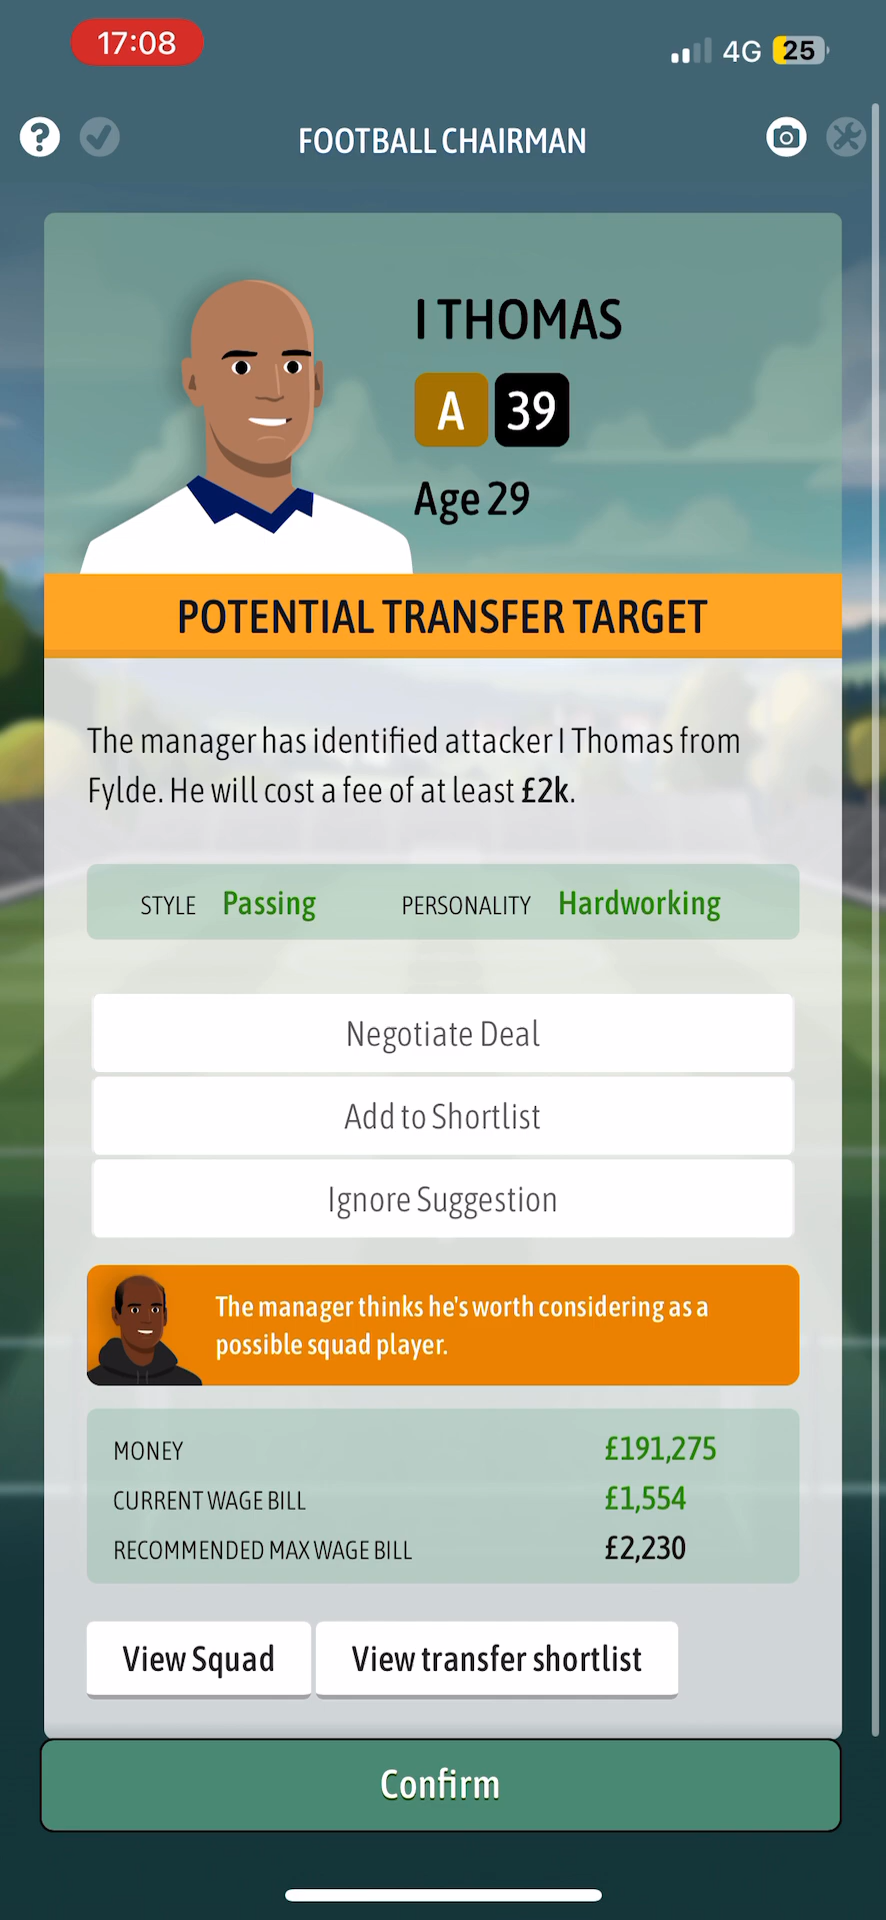 17:08
4G 25
?
FOOTBALL CHAIRMAN
I THOMAS
A 39
Age 29
POTENTIAL TRANSFER TARGET
The manager has identified attacker I Thomas from
Fylde. He will cost a fee of at least £2k.
STYLE Passing PERSONALITY Hardworking
Negotiate Deal
Add to Shortlist
Ignore Suggestion
The manager thinks he's worth considering as a
possible squad player.
MONEY £191,275
CURRENT WAGE BILL £1,554
RECOMMENDED MAX WAGE BILL £2,230
View Squad View transfer shortlist
Confirm